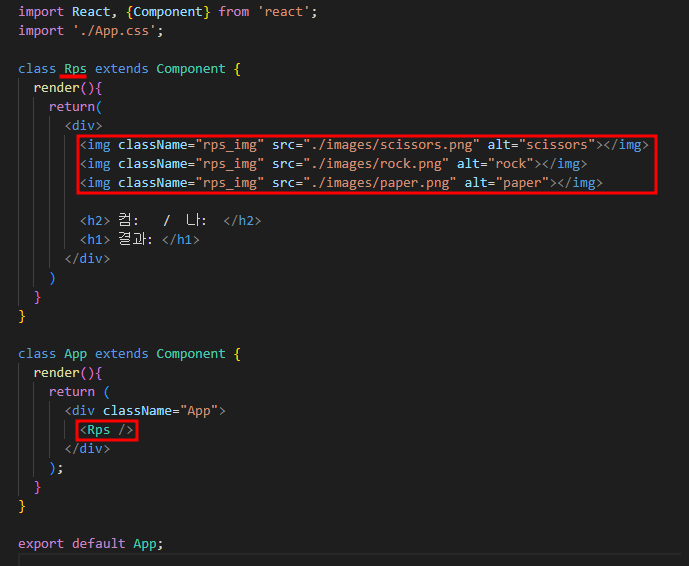 import React, {Component} from 'react';
import './App.css';
class Rps extends Component {
render(){
return(
<div>
<img className="rps_img" src="./images/scissors.png" alt="scissors"></img>
<img className="rps_img" src="./images/rock.png" alt="rock"></img>
<img className="rps_img" src="./images/paper.png" alt="paper"></img>
<h2> 컴:   /  나:  </h2>
<h1> 결과: </h1>
</div>
)
}
}
class App extends Component {
render(){
return (
<div className="App">
<Rps />
</div>
);
}
}
export default App;